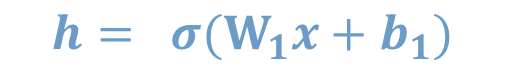 h = σ(W₁x + b₁)